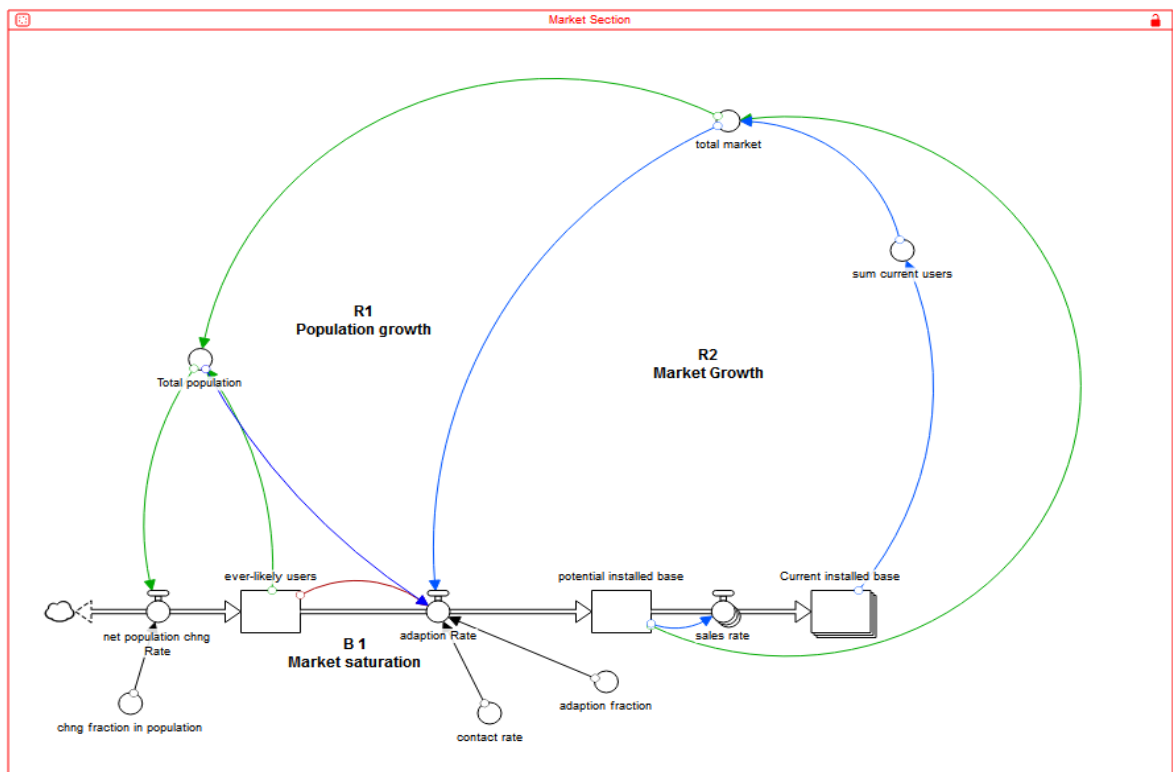 Market Section
total market
sum current users
R1
Population growth
R2
Market Growth
Total population
ever-likely users
potential installed base
Current installed base
net population chng
Rate
adaption Rate
sales rate
B 1
Market saturation
chng fraction in population
contact rate
adaption fraction